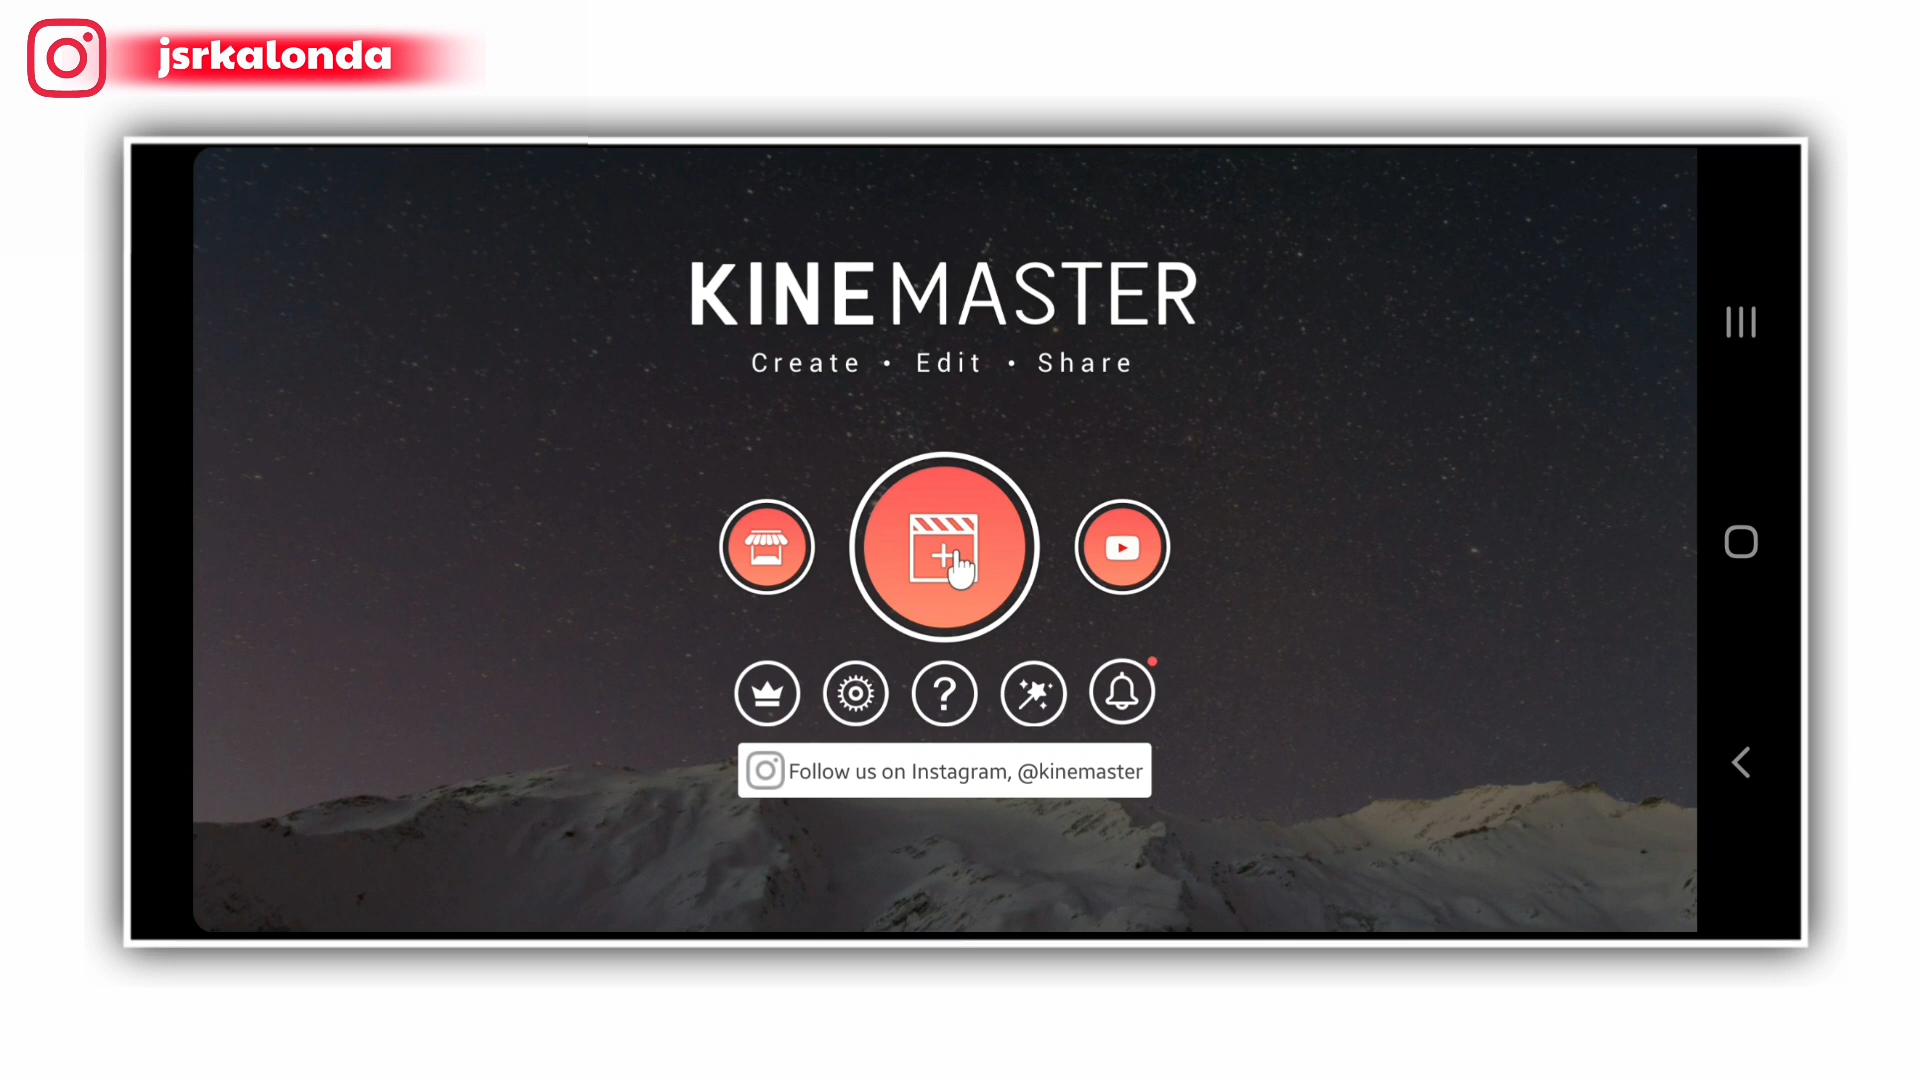 jsrkalonda
KINEMASTER
Create • Edit • Share
?
Follow us on Instagram, @kinemaster